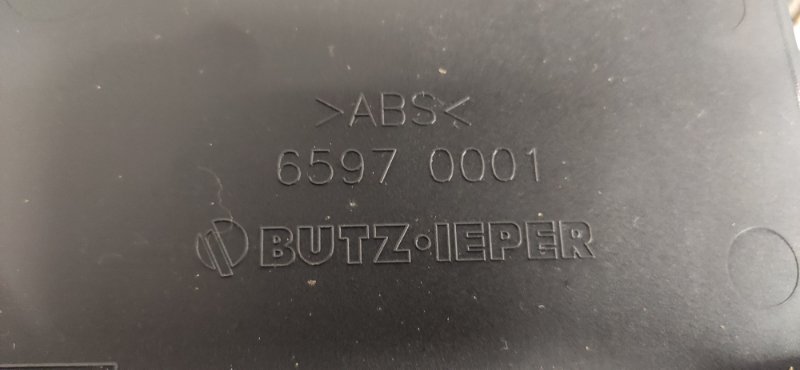 >ABS<
6597 0001
BUTZ·IEPER